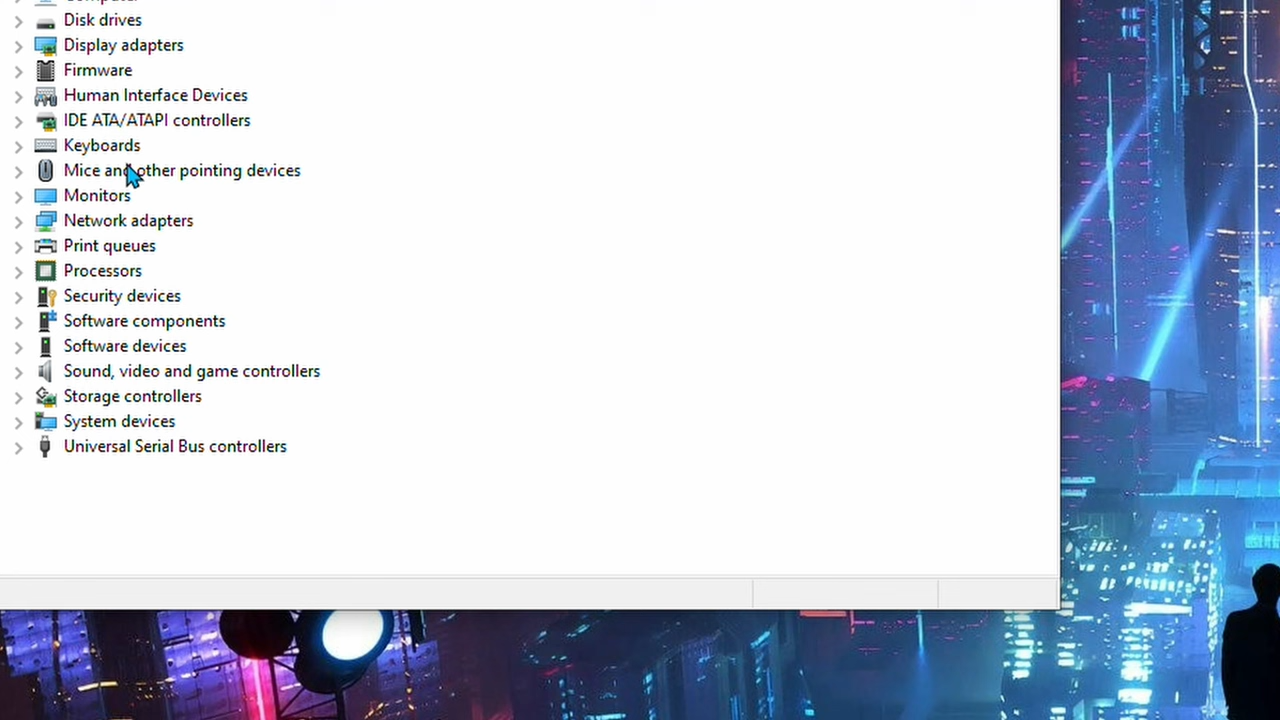 Computer
Disk drives
Display adapters
Firmware
Human Interface Devices
IDE ATA/ATAPI controllers
Keyboards
Mice and other pointing devices
Monitors
Network adapters
Print queues
Processors
Security devices
Software components
Software devices
Sound, video and game controllers
Storage controllers
System devices
Universal Serial Bus controllers